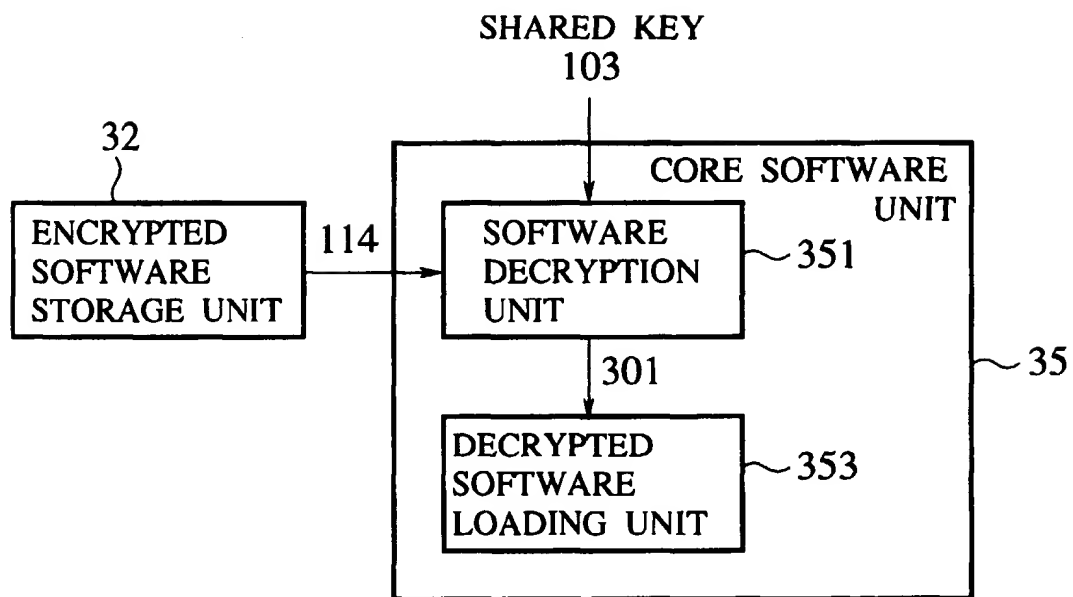 SHARED KEY
103
32
CORE SOFTWARE
UNIT
ENCRYPTED
SOFTWARE
STORAGE UNIT
114
SOFTWARE
DECRYPTION
UNIT
351
301
35
DECRYPTED
SOFTWARE
LOADING UNIT
353